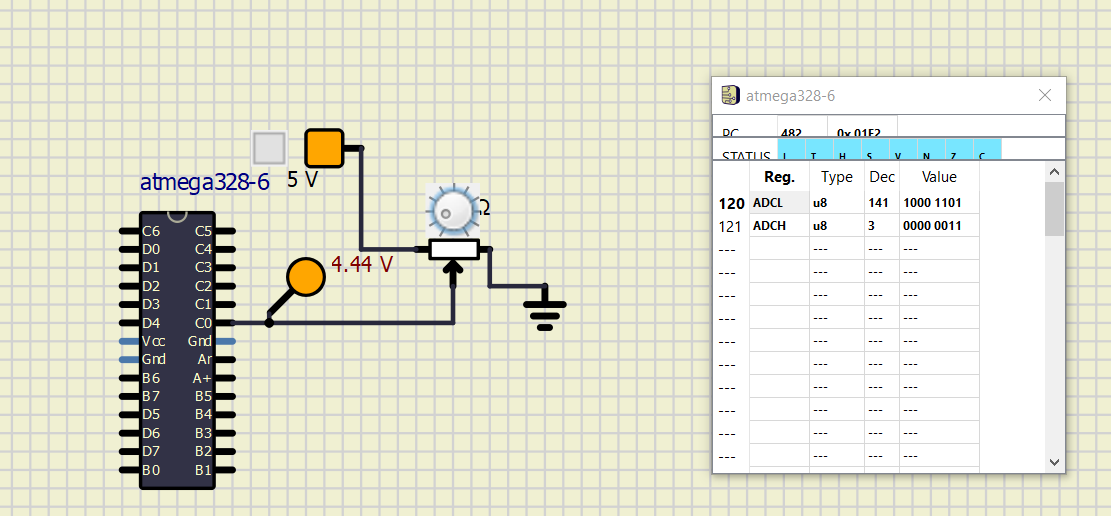 atmega328-6
5 V
Ω
4.44 V
C6 C5
D0 C4
D1 C3
D2 C2
D3 C1
D4 C0
Vcc Gnd
Gnd Ar
B6 A+
B7 B5
D5 B4
D6 B3
D7 B2
B0 B1
atmega328-6
PC 482 0x 01E2
STATUS I T H S V N Z C
Reg. Type Dec Value
120 ADCL u8 141 1000 1101
121 ADCH u8 3 0000 0011
--- --- --- ---
--- --- --- ---
--- --- --- ---
--- --- --- ---
--- --- --- ---
--- --- --- ---
--- --- --- ---
--- --- --- ---
--- --- --- ---
--- --- --- ---